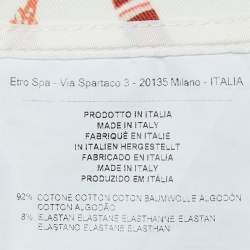 Etro Spa - Via Spartaco 3 - 20135 Milano - ITALIA
PRODOTTO IN ITALIA
MADE IN ITALY
FABRIQUÉ EN ITALIE
IN ITALIEN HERGESTELLT
FABRICADO EN ITALIA
MADE IN ITALY
PRODUZIDO EM ITÁLIA
92% COTONE COTTON COTON BAUMWOLLE ALGODÓN
COTTON ALGODÃO
8% ELASTAN ELASTANE ELASTHANNE ELASTHAN
ELASTANO ELASTANE ELASTANO